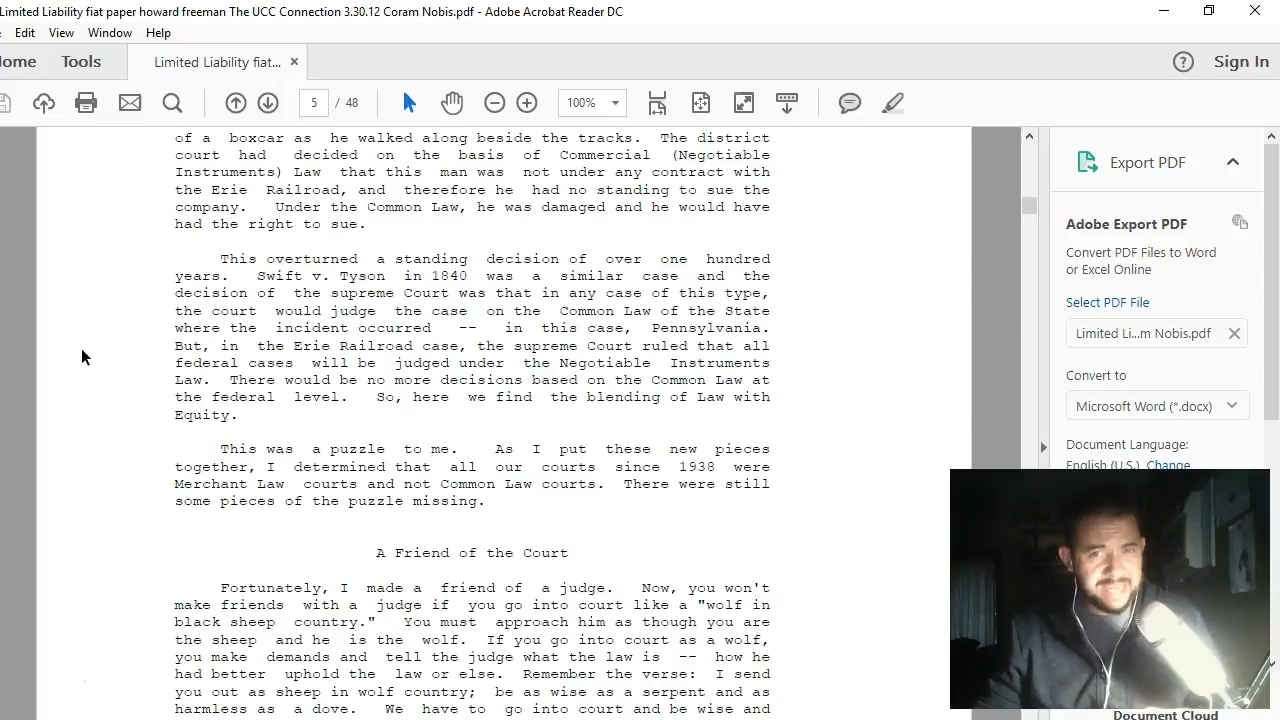 Limited Liability fiat paper howard freeman The UCC Connection 3.30.12 Coram Nobis.pdf - Adobe Acrobat Reader DC
Edit View Window Help
ome Tools Limited Liability fiat... × Sign In
5 / 48 100%
of a boxcar as he walked along beside the tracks. The district
court had decided on the basis of Commercial (Negotiable
Instruments) Law that this man was not under any contract with
the Erie Railroad, and therefore he had no standing to sue the
company. Under the Common Law, he was damaged and he would have
had the right to sue.
This overturned a standing decision of over one hundred
years. Swift v. Tyson in 1840 was a similar case and the
decision of the supreme Court was that in any case of this type,
the court would judge the case on the Common Law of the State
where the incident occurred -- in this case, Pennsylvania.
But, in the Erie Railroad case, the supreme Court ruled that all
federal cases will be judged under the Negotiable Instruments
Law. There would be no more decisions based on the Common Law at
the federal level. So, here we find the blending of Law with
Equity.
This was a puzzle to me. As I put these new pieces
together, I determined that all our courts since 1938 were
Merchant Law courts and not Common Law courts. There were still
some pieces of the puzzle missing.
A Friend of the Court
Fortunately, I made a friend of a judge. Now, you won't
make friends with a judge if you go into court like a "wolf in
black sheep country." You must approach him as though you are
the sheep and he is the wolf. If you go into court as a wolf,
you make demands and tell the judge what the law is -- how he
had better uphold the law or else. Remember the verse: I send
you out as sheep in wolf country; be as wise as a serpent and as
harmless as a dove. We have to go into court and be wise and
Export PDF
Adobe Export PDF
Convert PDF Files to Word
or Excel Online
Select PDF File
Limited Li...m Nobis.pdf
Convert to
Microsoft Word (*.docx)
Document Language:
English (U.S.) Change
Document Cloud